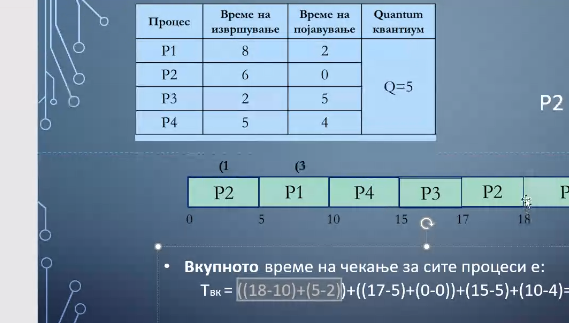 Процес Време на извршување Време на појавување Quantum квантиум
P1 8 2
P2 6 0
P3 2 5
P4 5 4
Q=5
P2
(1 (3
P2 P1 P4 P3 P2 P
0 5 10 15 17 18
• Вкупното време на чекање за сите процеси е:
Tвк = ((18-10)+(5-2))+((17-5)+(0-0))+(15-5)+(10-4)=